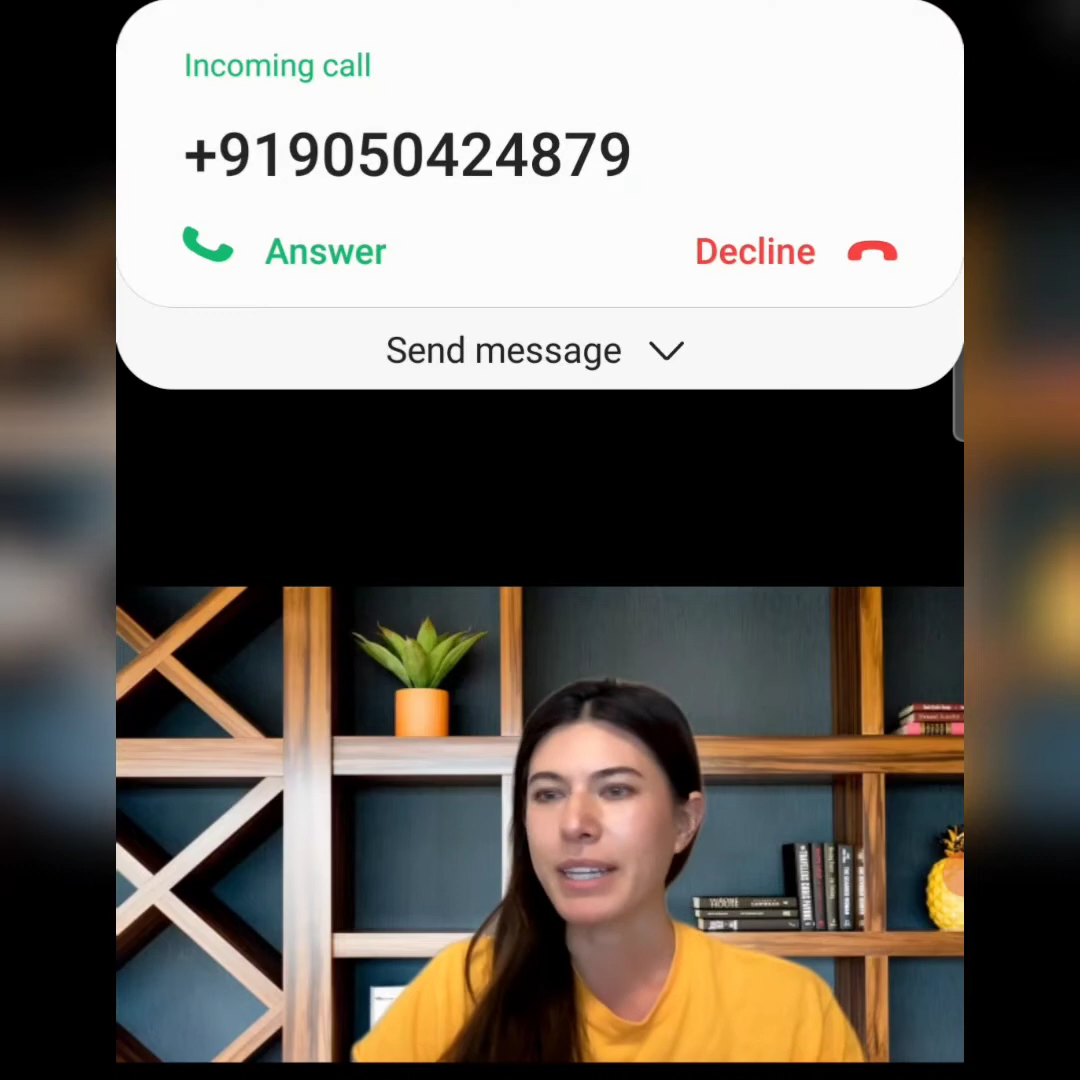 Incoming call
+919050424879
Answer
Decline
Send message